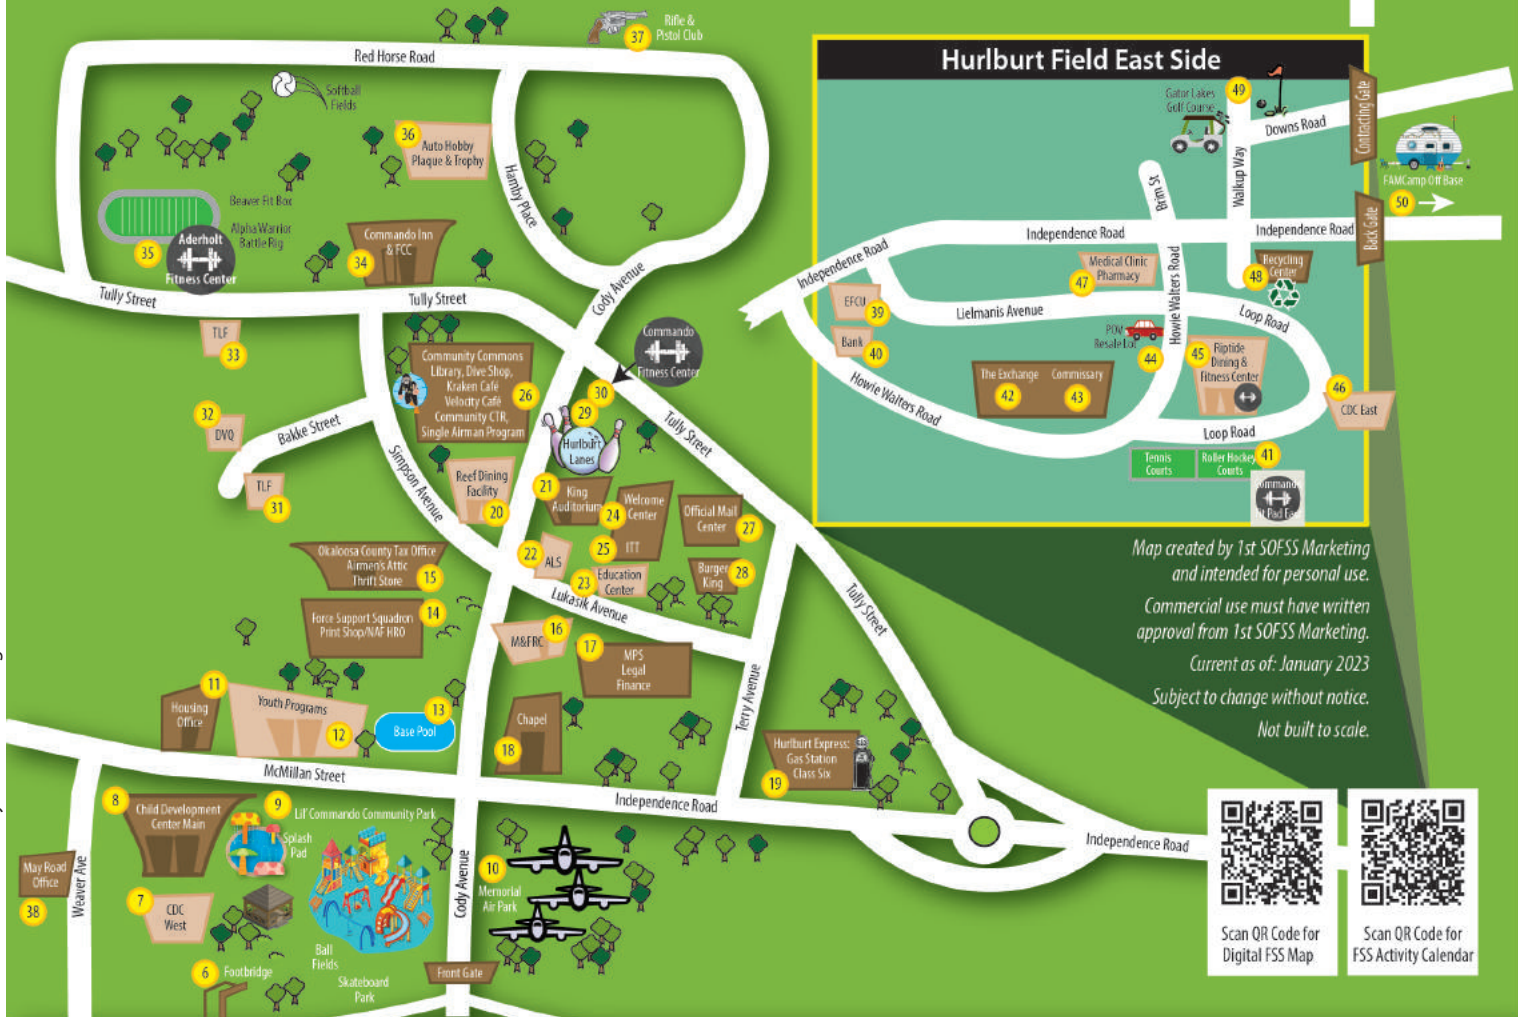 37
Rifle &
Pistol Club
Red Horse Road
Softball
Fields
36
Auto Hobby
Plaque & Trophy
Hamby Place
Beaver Fit Box
Alpha Warrior
Battle Rig
35
Aderholt
Fitness Center
Commando Inn
& FCC
34
Cody Avenue
Tully Street
Tully Street
TLF
33
Commando
Fitness Center
Community Commons
Library, Dive Shop,
Kraken Café
Velocity Café
Community CTR,
Single Airman Program
26
30
29
Hurlburt
Lanes
Tully Street
32
DVQ
Bakke Street
TLF
31
Simpson Avenue
Reef Dining
Facility
20
21
King
Auditorium
24
Welcome
Center
25
ITT
Official Mail
Center
27
22
ALS
23
Education
Center
Burger
King
28
Lukasik Avenue
Okaloosa County Tax Office
Airmen's Attic
Thrift Store
15
Force Support Squadron
Print Shop/NAF HRO
14
M&FRC
16
17
MPS
Legal
Finance
Tully Street
Terry Avenue
11
Housing
Office
Youth Programs
12
13
Base Pool
Chapel
18
Hurlburt Express:
Gas Station
Class Six
19
McMillan Street
Independence Road
Independence Road
8
Child Development
Center Main
9
Lil' Commando Community Park
Splash
Pad
May Road
Office
38
Weaver Ave
7
CDC
West
Cody Avenue
10
Memorial
Air Park
Ball
Fields
6
Footbridge
Skateboard
Park
Front Gate
Hurlburt Field East Side
Gator Lakes
Golf Course
49
Downs Road
Contracting Gate
Walkup Way
FAMCamp Off Base
50
Brim St
Independence Road
Independence Road
Independence Road
Back Gate
Medical Clinic
Pharmacy
47
Howie Walters Road
48
Recycling
Center
EFCU
39
Lielmanis Avenue
Loop Road
Bank
40
POV
Resale Lot
44
45
Riptide
Dining &
Fitness Center
Howie Walters Road
The Exchange
42
Commissary
43
46
CDC East
Loop Road
Tennis
Courts
Roller Hockey
Courts
41
Commando
Fit Pad East
Map created by 1st SOFSS Marketing
and intended for personal use.
Commercial use must have written
approval from 1st SOFSS Marketing.
Current as of: January 2023
Subject to change without notice.
Not built to scale.
Scan QR Code for
Digital FSS Map
Scan QR Code for
FSS Activity Calendar